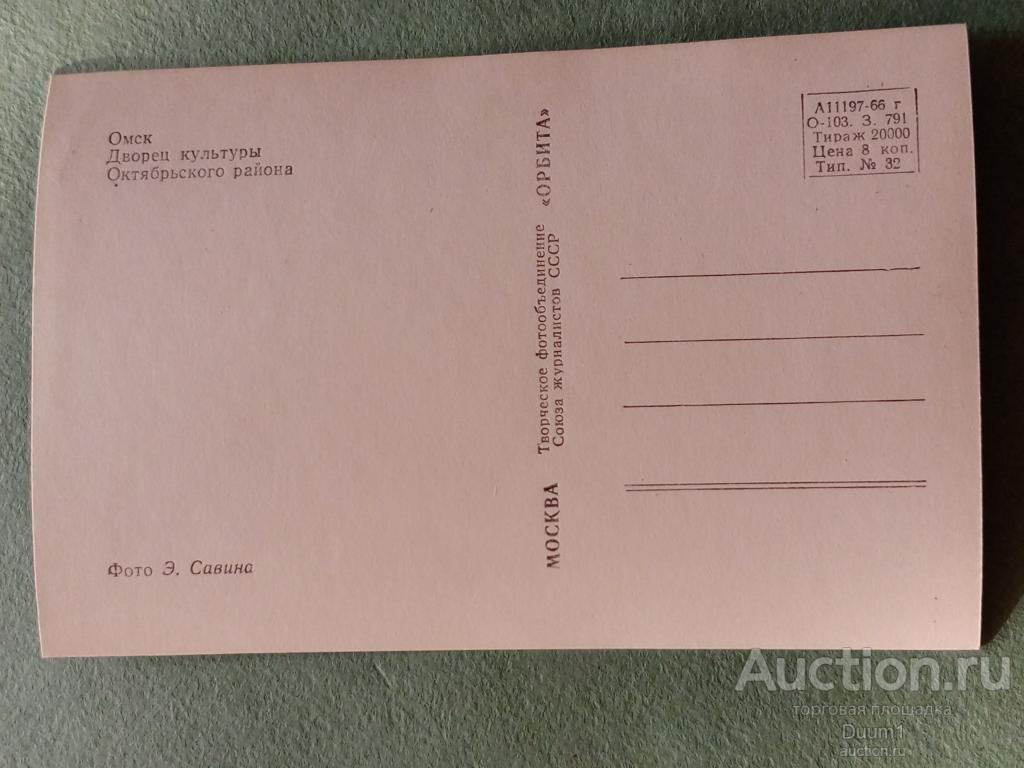 Омск
Дворец культуры
Октябрьского района
Фото Э. Савина
МОСКВА Творческое фотообъединение «ОРБИТА»
Союза журналистов СССР
А11197-66 г
О-103. З. 791
Тираж 20000
Цена 8 коп.
Тип. № 32
Auction.ru
торговая площадка
Duum1
auction.ru